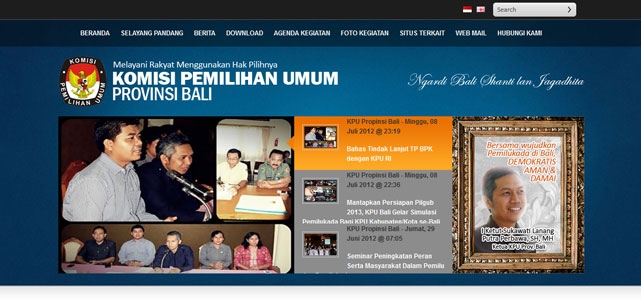 Search
BERANDA SELAYANG PANDANG BERITA DOWNLOAD AGENDA KEGIATAN FOTO KEGIATAN SITUS TERKAIT WEB MAIL HUBUNGI KAMI
KOMISI
PEMILIHAN UMUM
Melayani Rakyat Menggunakan Hak Pilihnya
KOMISI PEMILIHAN UMUM
PROVINSI BALI
Ngardi Bali Shanti lan Jagadhita
KPU Propinsi Bali - Minggu, 08
Juli 2012 @ 23:19
Bahas Tindak Lanjut TP BPK
dengan KPU RI
KPU Propinsi Bali - Minggu, 08
Juli 2012 @ 22:36
Mantapkan Persiapan Pilgub
2013, KPU Bali Gelar Simulasi
Pemilukada Bagi KPU Kabupaten/Kota se-Bali
KPU Propinsi Bali - Jumat, 29
Juni 2012 @ 07:05
Seminar Peningkatan Peran
Serta Masyarakat Dalam Pemilu
Bersama wujudkan
Pemilukada di Bali,
DEMOKRATIS
AMAN &
DAMAI
I Ketut Sukawati Lanang
Putra Perbawa, SH, MH
Ketua KPU Prov. Bali